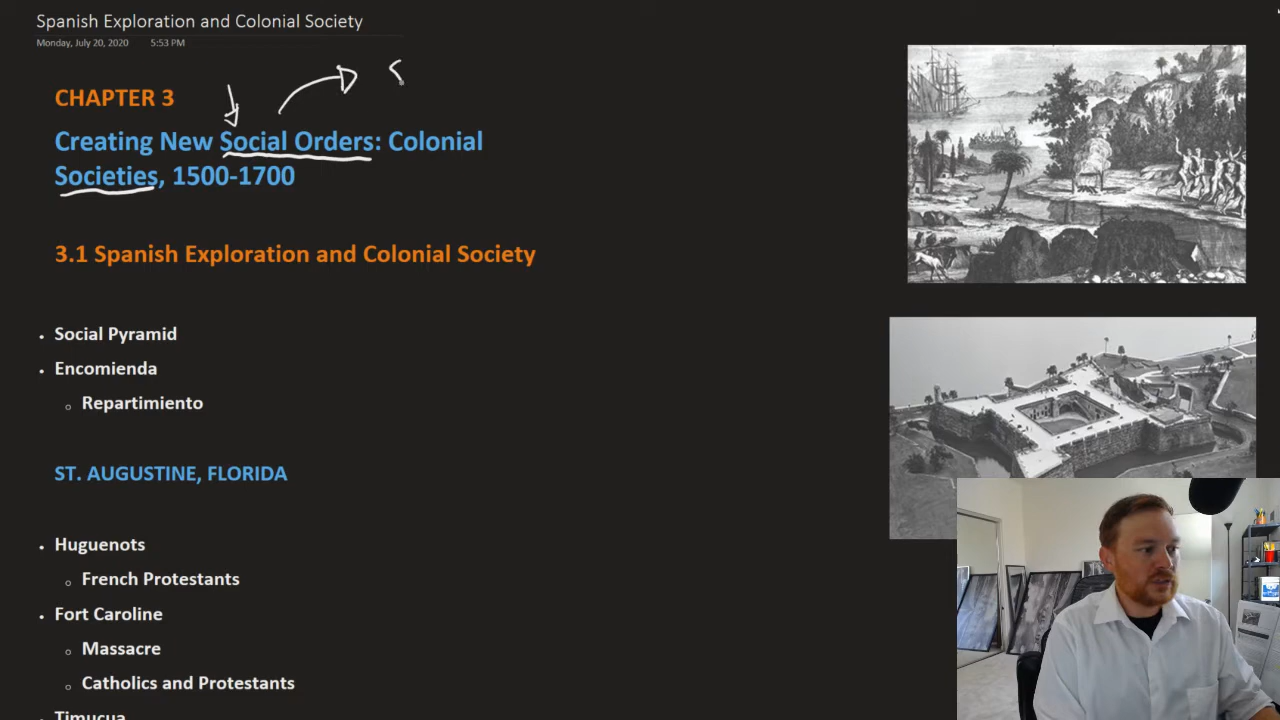 Spanish Exploration and Colonial Society
Monday, July 20, 2020 5:53 PM
CHAPTER 3
Creating New Social Orders: Colonial
Societies, 1500-1700
3.1 Spanish Exploration and Colonial Society
• Social Pyramid
• Encomienda
○ Repartimiento
ST. AUGUSTINE, FLORIDA
• Huguenots
○ French Protestants
• Fort Caroline
○ Massacre
○ Catholics and Protestants
Timucua